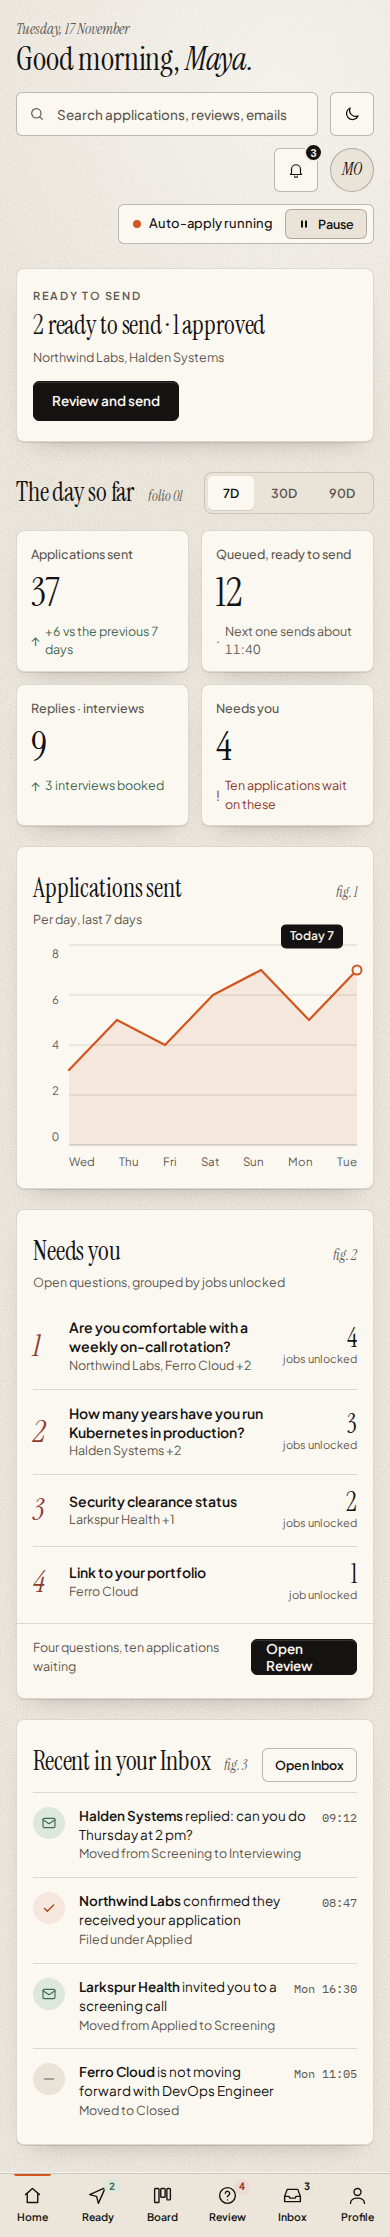 Tuesday, 17 November
Good morning, Maya.
Search applications, reviews, emails
3
MO
Auto-apply running
Pause
READY TO SEND
2 ready to send · 1 approved
Northwind Labs, Halden Systems
Review and send
The day so far folio 01
7D 30D 90D
Applications sent
37
↑ +6 vs the previous 7
days
Queued, ready to send
12
· Next one sends about
11:40
Replies · interviews
9
↑ 3 interviews booked
Needs you
4
! Ten applications wait
on these
Applications sent fig. 1
Per day, last 7 days
Today 7
8
6
4
2
0
Wed Thu Fri Sat Sun Mon Tue
Needs you fig. 2
Open questions, grouped by jobs unlocked
1
Are you comfortable with a
weekly on-call rotation?
Northwind Labs, Ferro Cloud +2
4
jobs unlocked
2
How many years have you run
Kubernetes in production?
Halden Systems +2
3
jobs unlocked
3
Security clearance status
Larkspur Health +1
2
jobs unlocked
4
Link to your portfolio
Ferro Cloud
1
job unlocked
Four questions, ten applications
waiting
Open
Review
Recent in your Inbox fig. 3 Open Inbox
Halden Systems replied: can you do
Thursday at 2 pm?
Moved from Screening to Interviewing
09:12
Northwind Labs confirmed they
received your application
Filed under Applied
08:47
Larkspur Health invited you to a
screening call
Moved from Applied to Screening
Mon 16:30
Ferro Cloud is not moving
forward with DevOps Engineer
Moved to Closed
Mon 11:05
2 4 3
Home Ready Board Review Inbox Profile